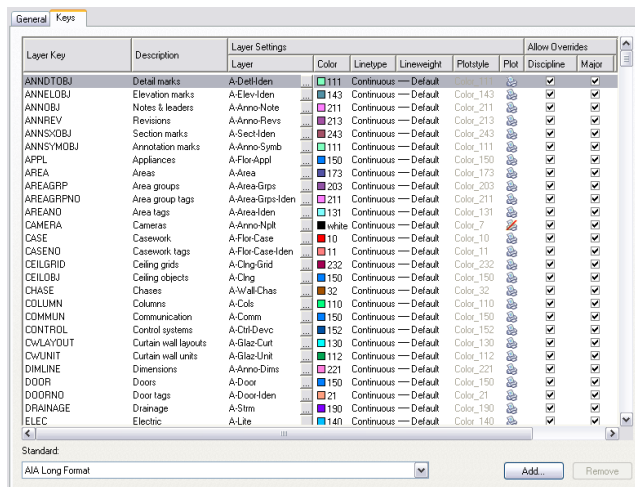 General Keys
Layer Key Description Layer Settings Allow Overrides
Layer Color Linetype Lineweight Plotstyle Plot Discipline Major
ANNDTOBJ Detail marks A-Detl-Iden ... 111 Continuous Default Color_111
ANNELOBJ Elevation marks A-Elev-Iden ... 143 Continuous Default Color_143
ANNOBJ Notes & leaders A-Anno-Note ... 211 Continuous Default Color_211
ANNREV Revisions A-Anno-Revs ... 213 Continuous Default Color_213
ANNSXOBJ Section marks A-Sect-Iden ... 243 Continuous Default Color_243
ANNSYMOBJ Annotation marks A-Anno-Symb ... 111 Continuous Default Color_111
APPL Appliances A-Flor-Appl ... 150 Continuous Default Color_150
AREA Areas A-Area ... 173 Continuous Default Color_173
AREAGRP Area groups A-Area-Grps ... 203 Continuous Default Color_203
AREAGRPNO Area group tags A-Area-Grps-Iden ... 211 Continuous Default Color_211
AREANO Area tags A-Area-Iden ... 131 Continuous Default Color_131
CAMERA Cameras A-Anno-Nplt ... white Continuous Default Color_7
CASE Casework A-Flor-Case ... 10 Continuous Default Color_10
CASENO Casework tags A-Flor-Case-Iden ... 11 Continuous Default Color_11
CEILGRID Ceiling grids A-Clng-Grid ... 232 Continuous Default Color_232
CEILOBJ Ceiling objects A-Clng ... 150 Continuous Default Color_150
CHASE Chases A-Wall-Chas ... 32 Continuous Default Color_32
COLUMN Columns A-Cols ... 110 Continuous Default Color_110
COMMUN Communication A-Comm ... 150 Continuous Default Color_150
CONTROL Control systems A-Ctrl-Devc ... 152 Continuous Default Color_152
CWLAYOUT Curtain wall layouts A-Glaz-Curt ... 130 Continuous Default Color_130
CWUNIT Curtain wall units A-Glaz-Unit ... 112 Continuous Default Color_112
DIMLINE Dimensions A-Anno-Dims ... 221 Continuous Default Color_221
DOOR Doors A-Door ... 150 Continuous Default Color_150
DOORNO Door tags A-Door-Iden ... 21 Continuous Default Color_21
DRAINAGE Drainage A-Strm ... 190 Continuous Default Color_190
ELEC Electric A-Lite ... 140 Continuous Default Color_140
Standard:
AIA Long Format Add... Remove